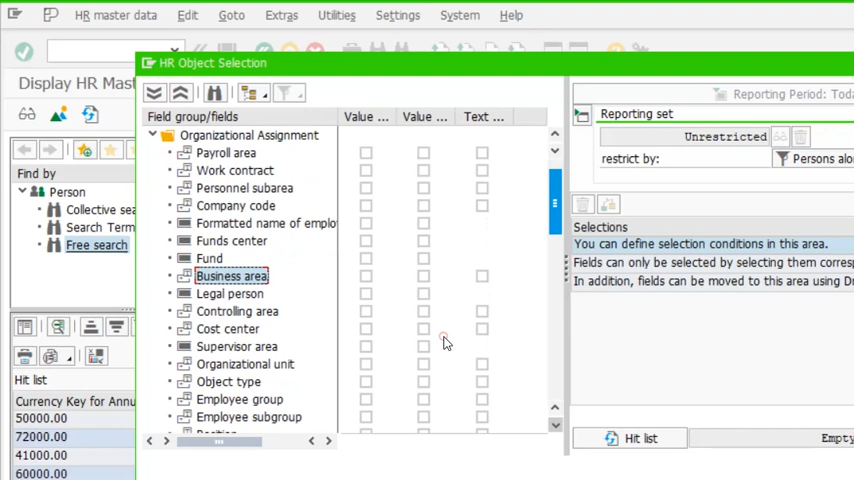 HR master data Edit Goto Extras Utilities Settings System Help
HR Object Selection
Display HR Mas
Reporting Period: Toda
Field group/fields Value ... Value ... Text ...
Reporting set
Organizational Assignment
Unrestricted
Payroll area
restrict by: Persons alo
Work contract
Find by
Personnel subarea
Person
Company code
Collective sea
Formatted name of emplo
Search Term
Selections
Free search
Funds center
You can define selection conditions in this area.
Fund
Fields can only be selected by selecting them corresp
Business area
In addition, fields can be moved to this area using Dr
Legal person
Controlling area
Cost center
Supervisor area
Organizational unit
Hit list
Object type
Currency Key for Annu
Employee group
50000.00
Employee subgroup
72000.00
Hit list
Empty
41000.00
60000.00